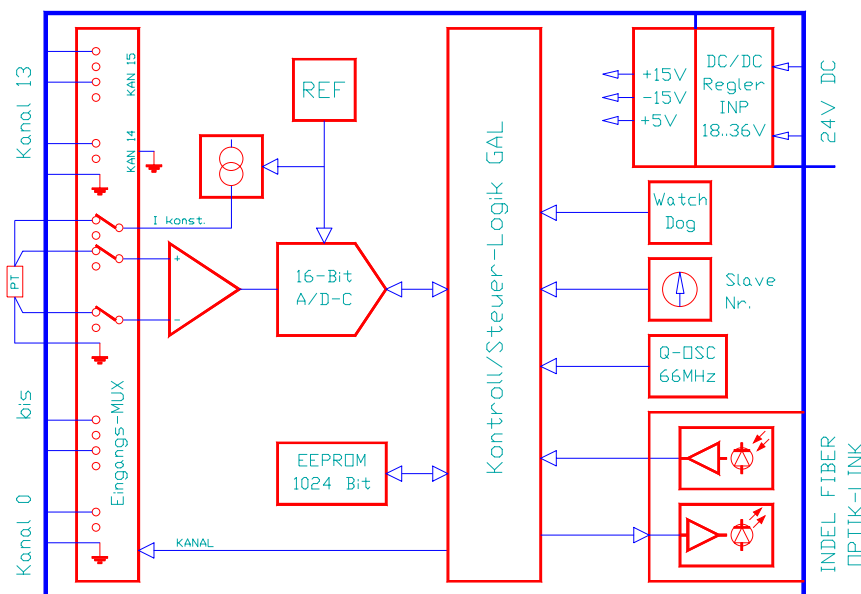 Kanal 13
bis
Kanal 0
KAN 15
KAN 14
Eingangs-MUX
PT
I konst.
REF
+
-
16-Bit
A/D-C
EEPROM
1024 Bit
KANAL
Kontroll/Steuer-Logik GAL
+15V
-15V
+5V
DC/DC
Regler
INP
18..36V
24V DC
Watch
Dog
Slave
Nr.
Q-OSC
66MHz
INDEL FIBER
OPTIK-LINK